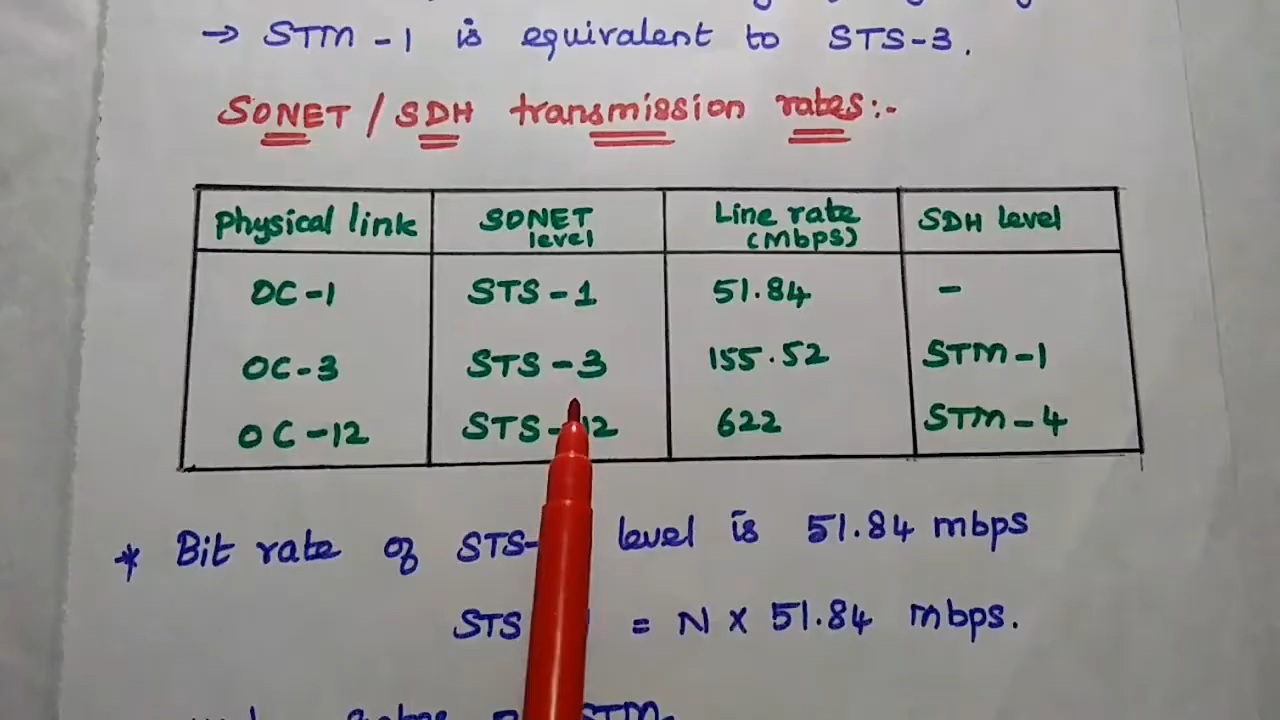 → STM-1 is equivalent to STS-3.
SONET / SDH transmission rates:-
Physical link SONET level Line rate (Mbps) SDH level
OC-1 STS-1 51.84 -
OC-3 STS-3 155.52 STM-1
OC-12 STS-12 622 STM-4
* Bit rate of STS- level is 51.84 mbps
STS = N x 51.84 mbps.
STM